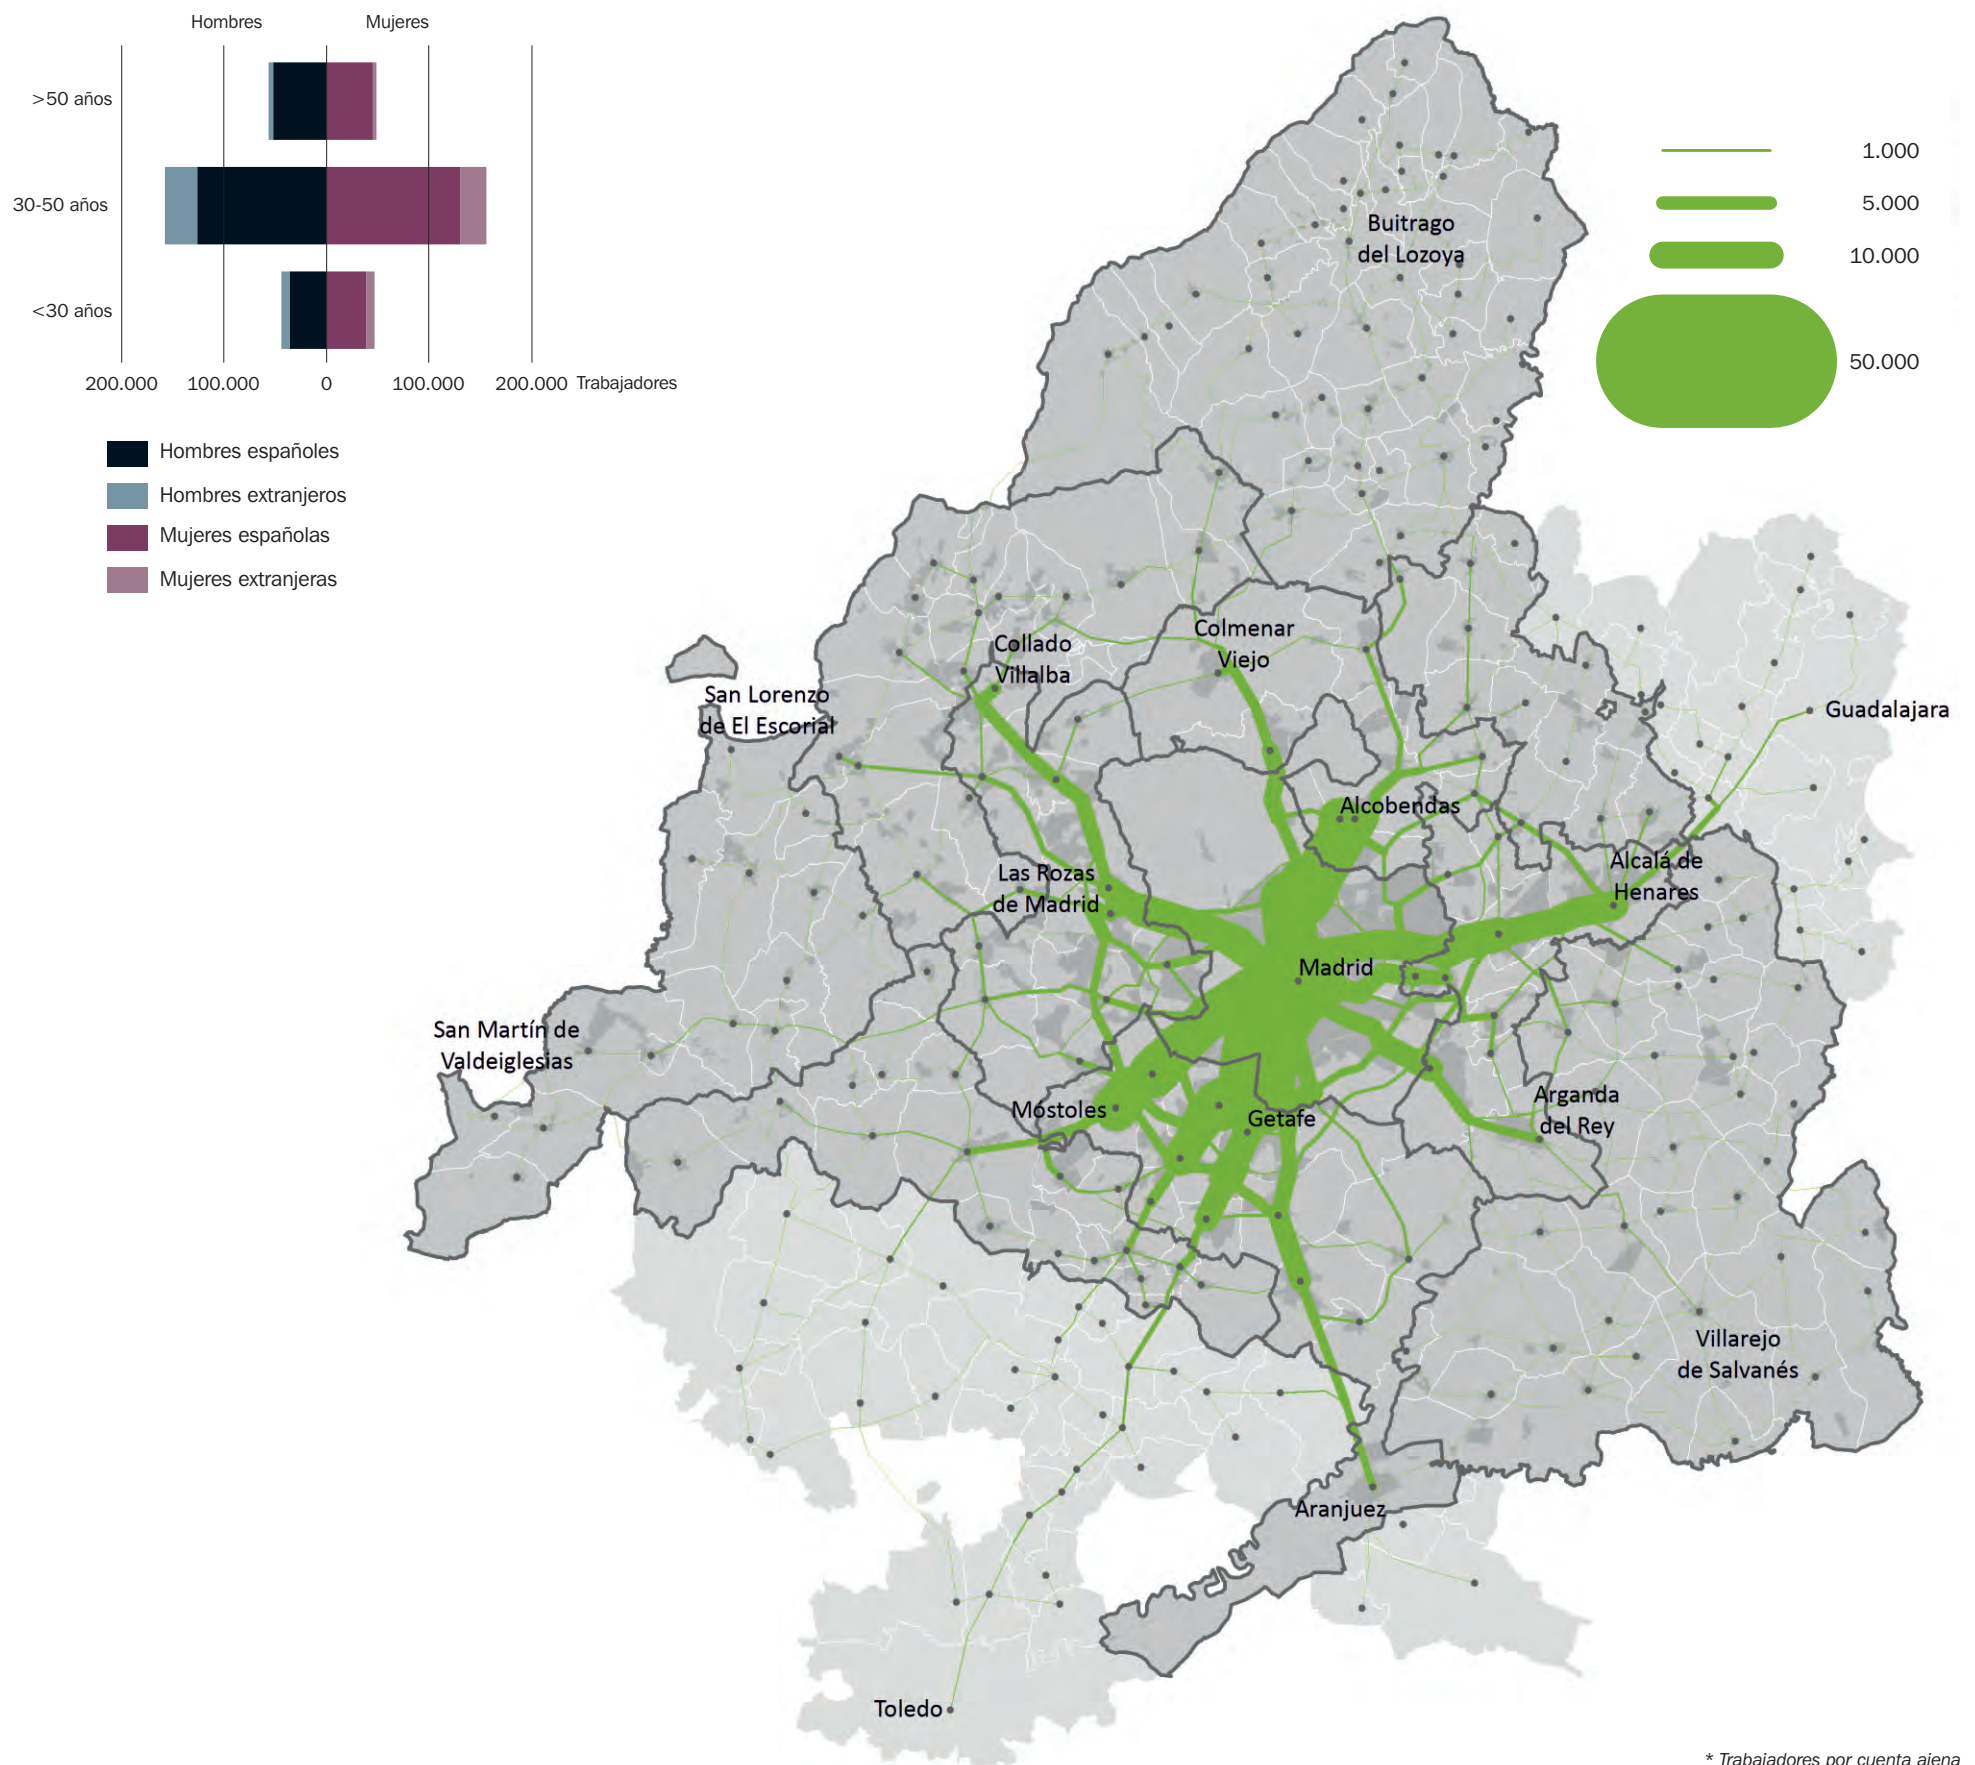 Hombres
Mujeres
>50 años
30-50 años
<30 años
200.000
100.000
0
100.000
200.000
Trabajadores
Hombres españoles
Hombres extranjeros
Mujeres españolas
Mujeres extranjeras
1.000
5.000
10.000
50.000
Buitrago
del Lozoya
Collado
Villalba
Colmenar
Viejo
San Lorenzo
de El Escorial
Guadalajara
Alcobendas
Las Rozas
de Madrid
Alcalá de
Henares
Madrid
San Martín de
Valdeiglesias
Móstoles
Getafe
Arganda
del Rey
Villarejo
de Salvanés
Aranjuez
Toledo
* Trabajadores por cuenta ajena